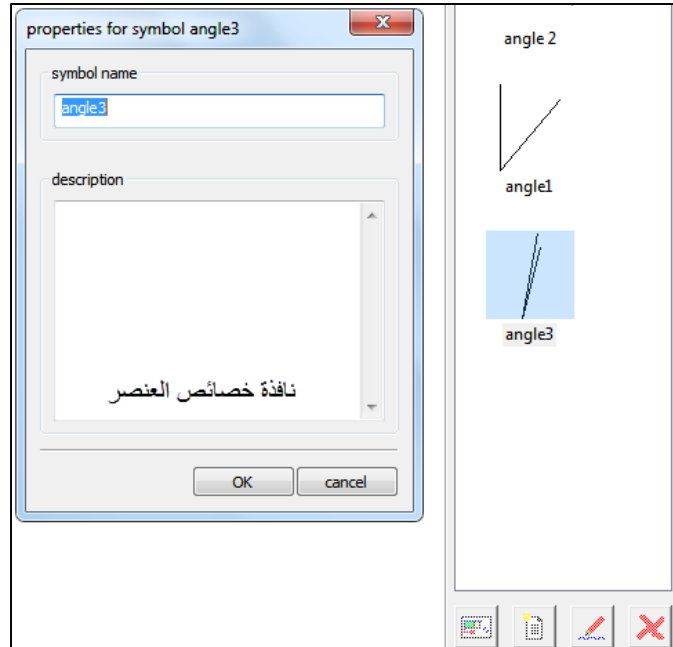 properties for symbol angle3
symbol name
angle3
description
نافذة خصائص العنصر
OK
cancel
angle 2
angle1
angle3